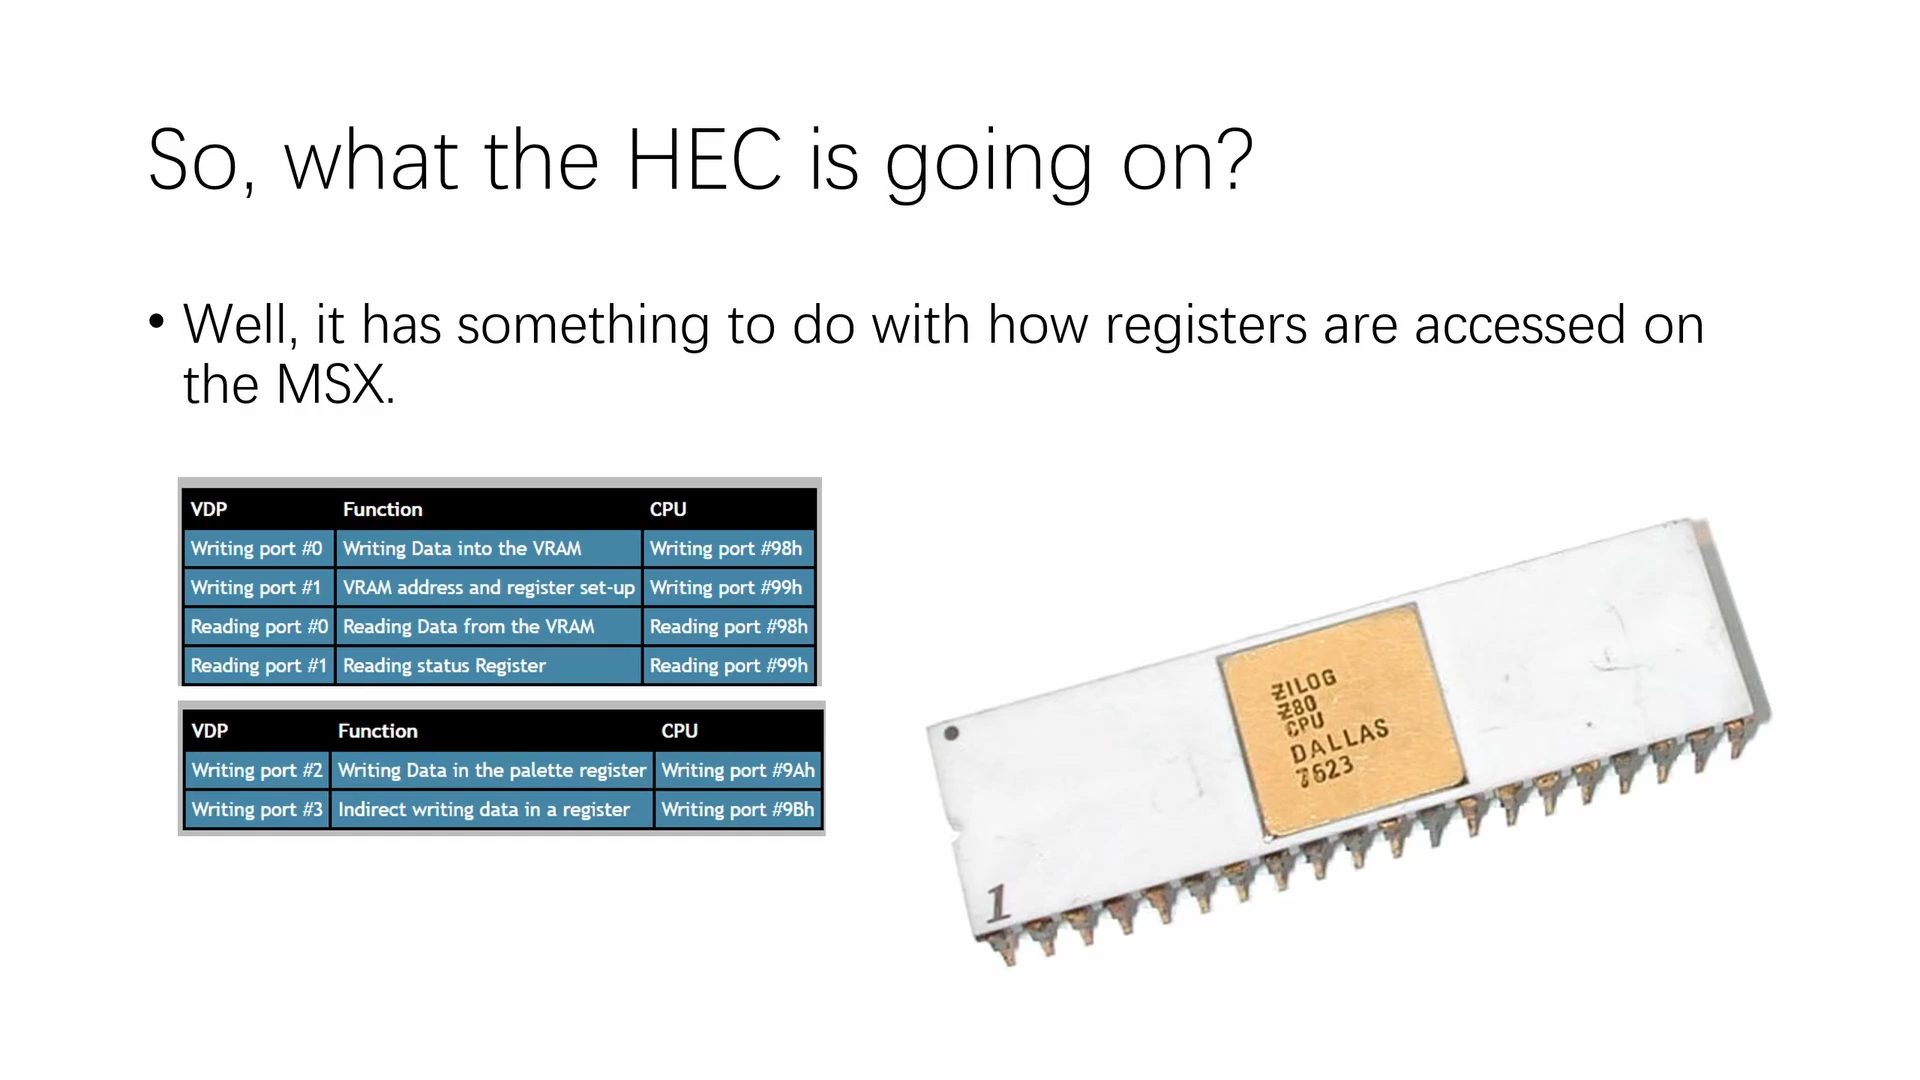 So, what the HEC is going on?
• Well, it has something to do with how registers are accessed on
the MSX.
VDP Function CPU
Writing port #0 Writing Data into the VRAM Writing port #98h
Writing port #1 VRAM address and register set-up Writing port #99h
Reading port #0 Reading Data from the VRAM Reading port #98h
Reading port #1 Reading status Register Reading port #99h
VDP Function CPU
Writing port #2 Writing Data in the palette register Writing port #9Ah
Writing port #3 Indirect writing data in a register Writing port #9Bh
ZILOG
Z80
CPU
DALLAS
7623
1